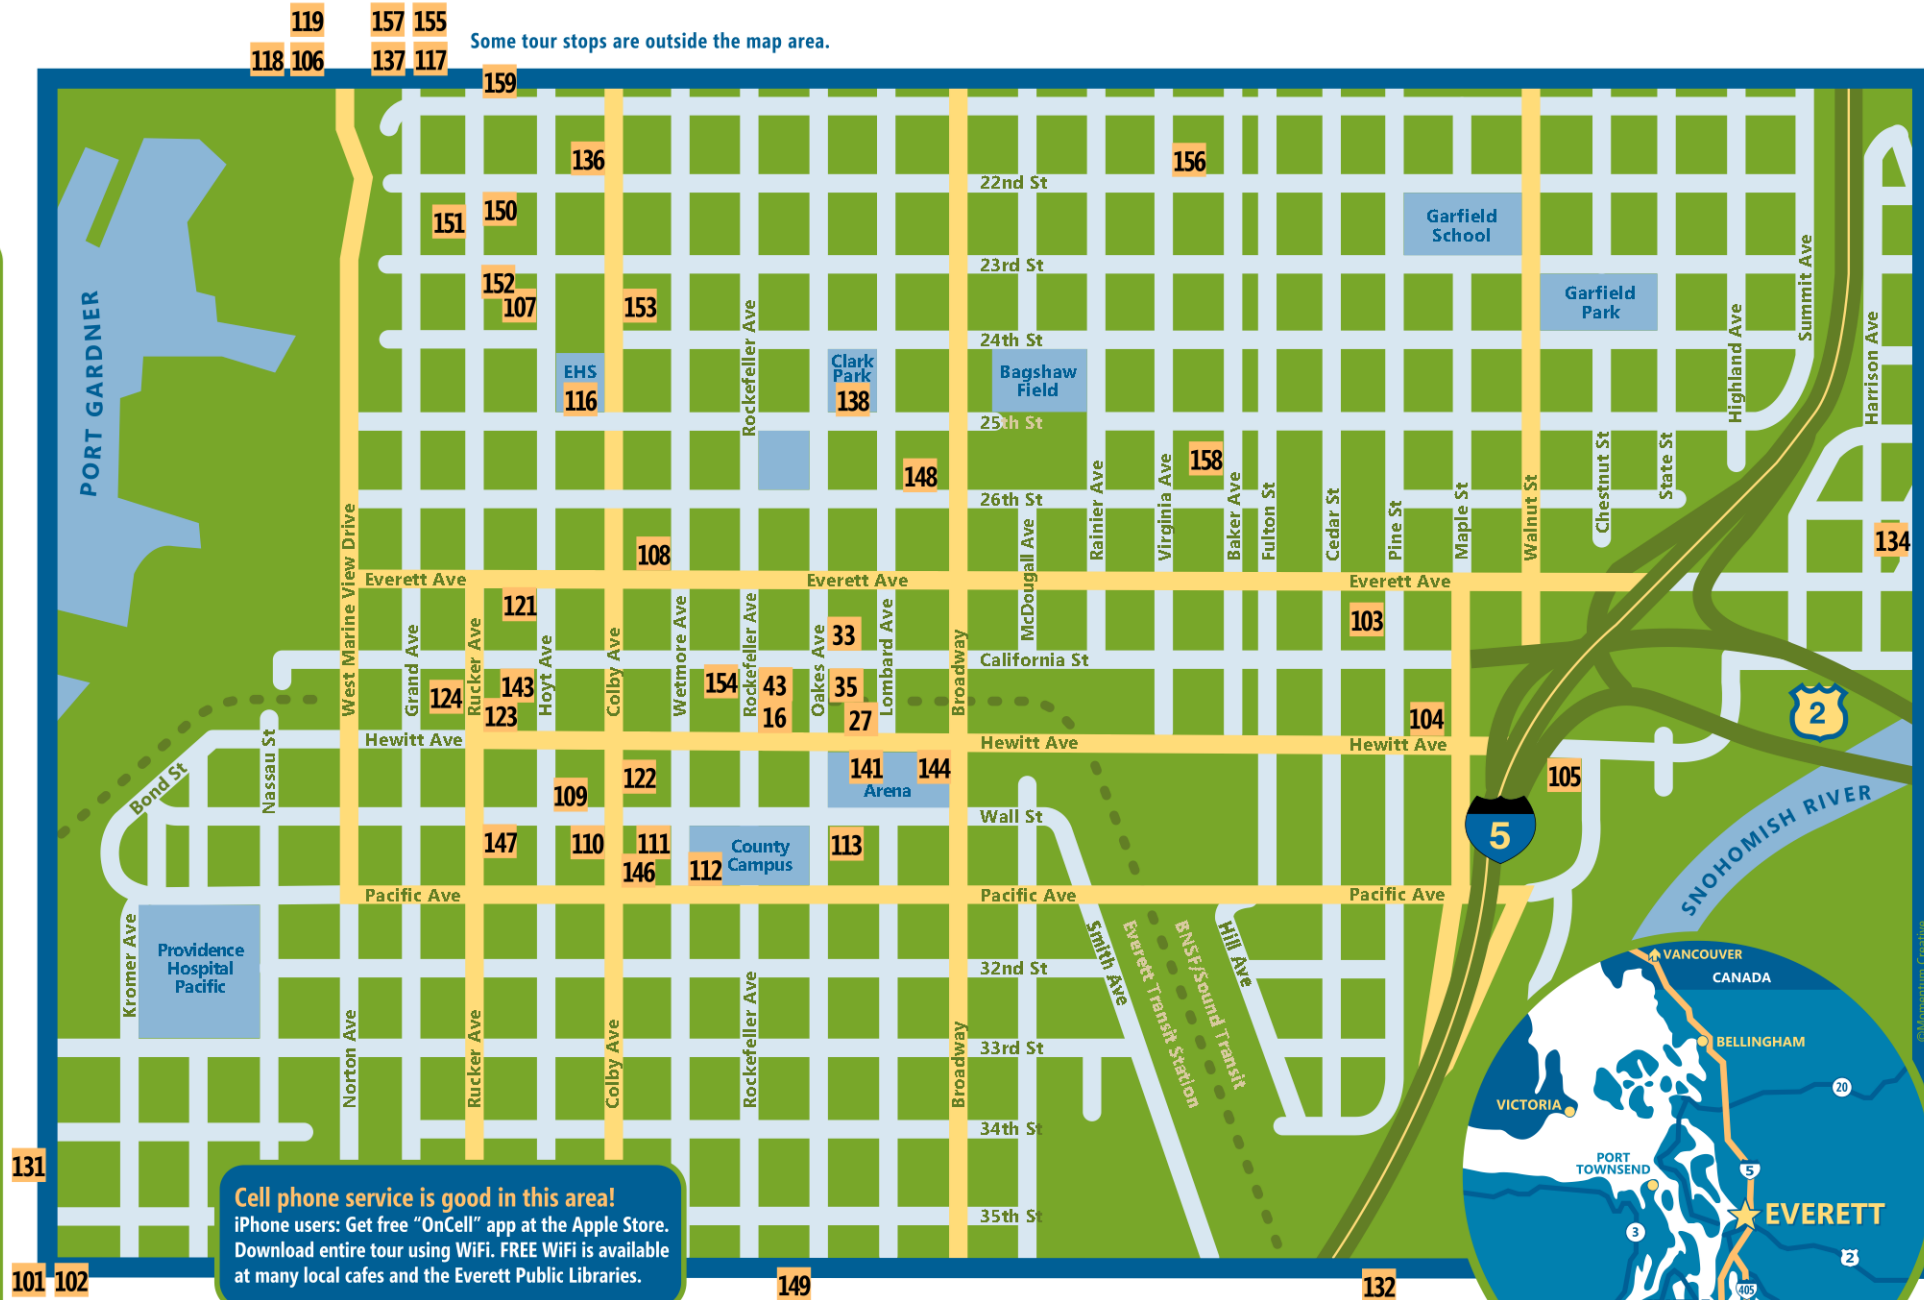 119
157
155
118
106
137
117
Some tour stops are outside the map area.
159
136
156
22nd St
151
150
Garfield
School
23rd St
152
107
153
Garfield
Park
Summit Ave
PORT GARDNER
Rockefeller Ave
24th St
Highland Ave
Harrison Ave
EHS
116
Clark
Park
138
Bagshaw
Field
25th St
148
158
26th St
Rainier Ave
Virginia Ave
Baker Ave
Fulton St
Cedar St
Pine St
Maple St
Walnut St
Chestnut St
State St
134
West Marine View Drive
108
McDougall Ave
Everett Ave
Everett Ave
Everett Ave
121
33
103
Grand Ave
Rucker Ave
Hoyt Ave
Colby Ave
Wetmore Ave
Rockefeller Ave
Oakes Ave
Lombard Ave
Broadway
California St
124
143
123
154
43
16
35
27
104
2
Hewitt Ave
Hewitt Ave
Hewitt Ave
Bond St
Nassau St
109
122
141
144
Arena
105
5
SNOHOMISH RIVER
Wall St
147
110
111
146
112
County
Campus
113
Pacific Ave
Pacific Ave
Pacific Ave
Kromer Ave
Providence
Hospital
Pacific
32nd St
Smith Ave
Everett Transit Station
BNSF/Sound Transit
Hill Ave
©Momentum Creative
Norton Ave
Rucker Ave
Colby Ave
Rockefeller Ave
Broadway
33rd St
34th St
35th St
VANCOUVER
CANADA
BELLINGHAM
20
VICTORIA
PORT
TOWNSEND
5
EVERETT
3
2
405
131
Cell phone service is good in this area!
iPhone users: Get free “OnCell” app at the Apple Store.
Download entire tour using WiFi. FREE WiFi is available
at many local cafes and the Everett Public Libraries.
101
102
149
132